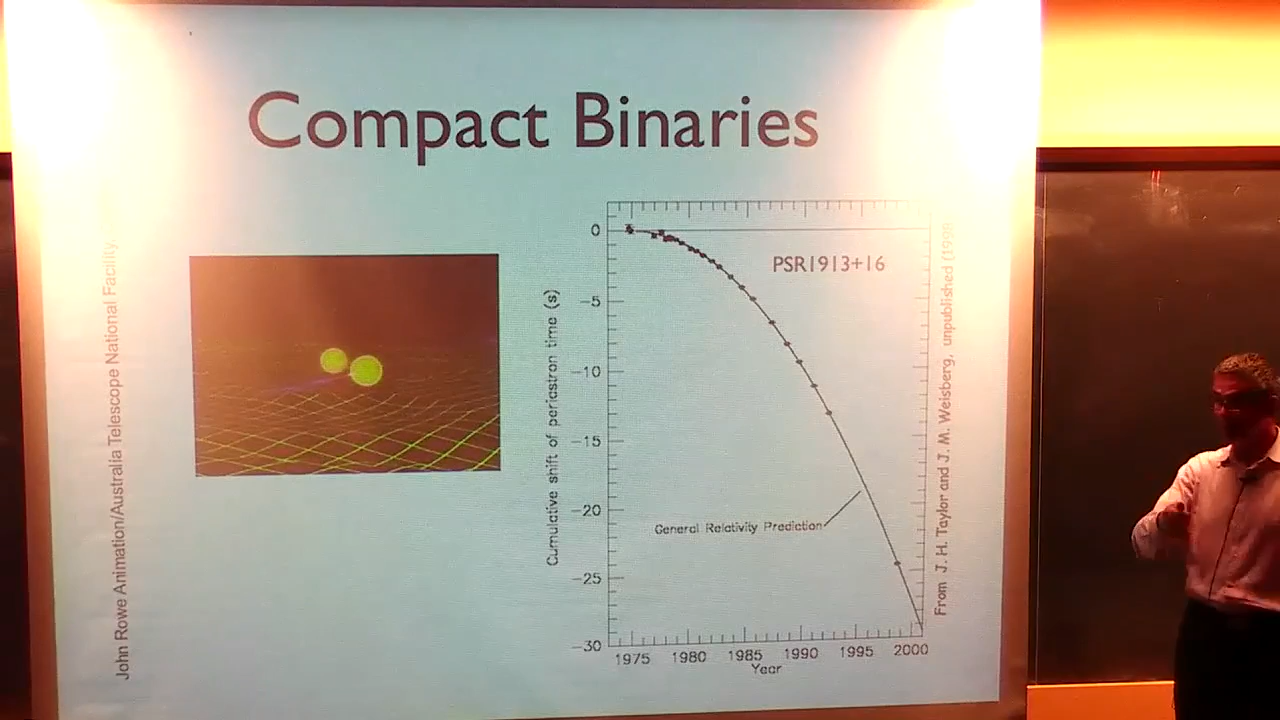 Compact Binaries
John Rowe Animation/Australia Telescope National Facility,
PSR1913+16
Cumulative shift of periastron time (s)
0
−5
−10
−15
−20
−25
−30
General Relativity Prediction
1975 1980 1985 1990 1995 2000
Year
From J. H. Taylor and J. M. Weisberg, unpublished